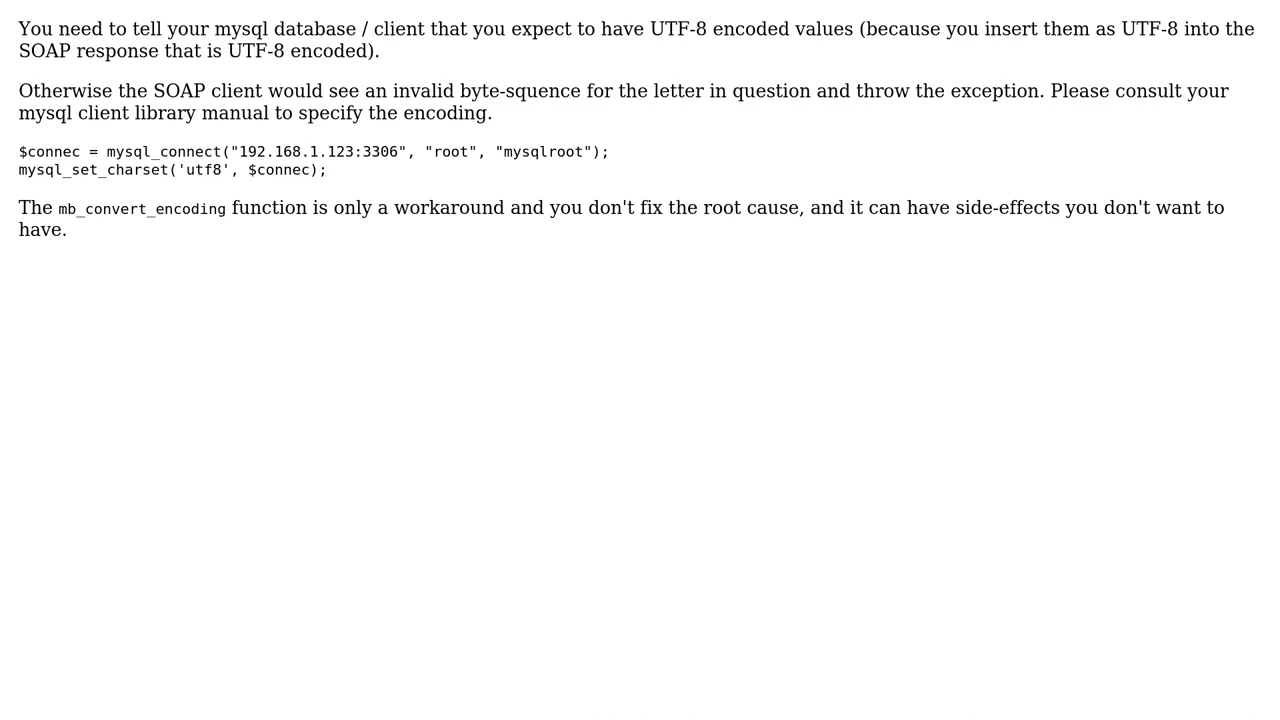 You need to tell your mysql database / client that you expect to have UTF-8 encoded values (because you insert them as UTF-8 into the
SOAP response that is UTF-8 encoded).
Otherwise the SOAP client would see an invalid byte-squence for the letter in question and throw the exception. Please consult your
mysql client library manual to specify the encoding.
$connec = mysql_connect("192.168.1.123:3306", "root", "mysqlroot");
mysql_set_charset('utf8', $connec);
The mb_convert_encoding function is only a workaround and you don't fix the root cause, and it can have side-effects you don't want to
have.